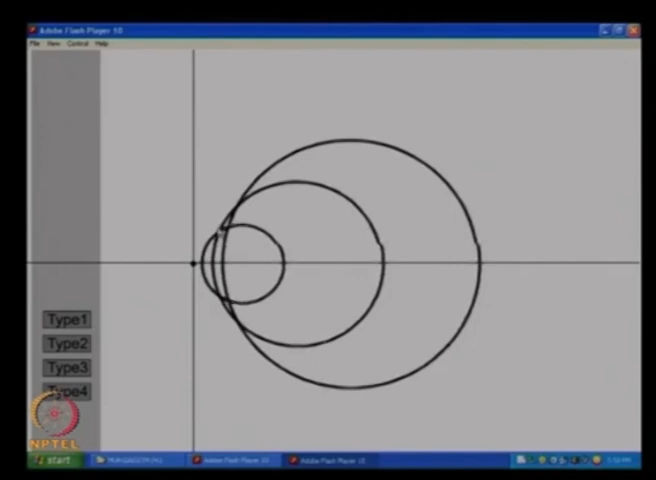 Adobe Flash Player 10
File View Control Help
Type1
Type2
Type3
Type4
NPTEL
start
Adobe Flash Player 10
Adobe Flash Player 10